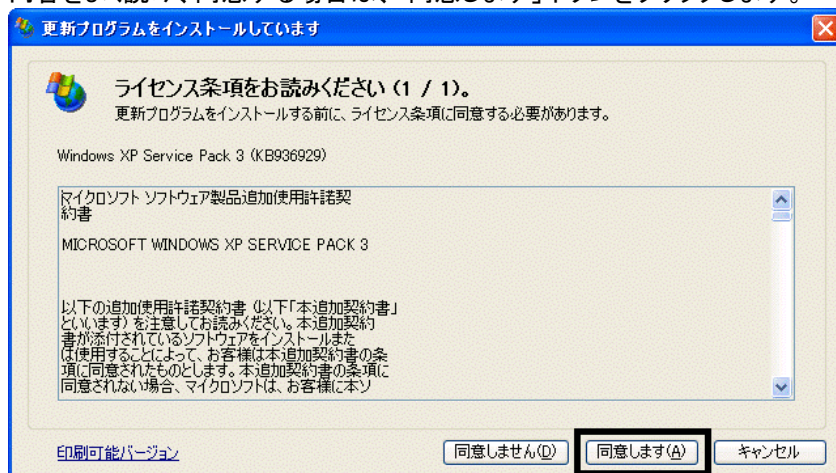 更新プログラムをインストールしています
ライセンス条項をお読みください (1 / 1)。
更新プログラムをインストールする前に、ライセンス条項に同意する必要があります。
Windows XP Service Pack 3 (KB936929)
マイクロソフト ソフトウェア製品追加使用許諾契
約書
MICROSOFT WINDOWS XP SERVICE PACK 3
以下の追加使用許諾契約書 (以下「本追加契約書」
といいます) を注意してお読みください。本追加契約
書が添付されているソフトウェアをインストールまた
は使用することによって、お客様は本追加契約書の条
項に同意されたものとします。本追加契約書の条項に
同意されない場合、マイクロソフトは、お客様に本ソ
印刷可能バージョン
同意しません(D)
同意します(A)
キャンセル